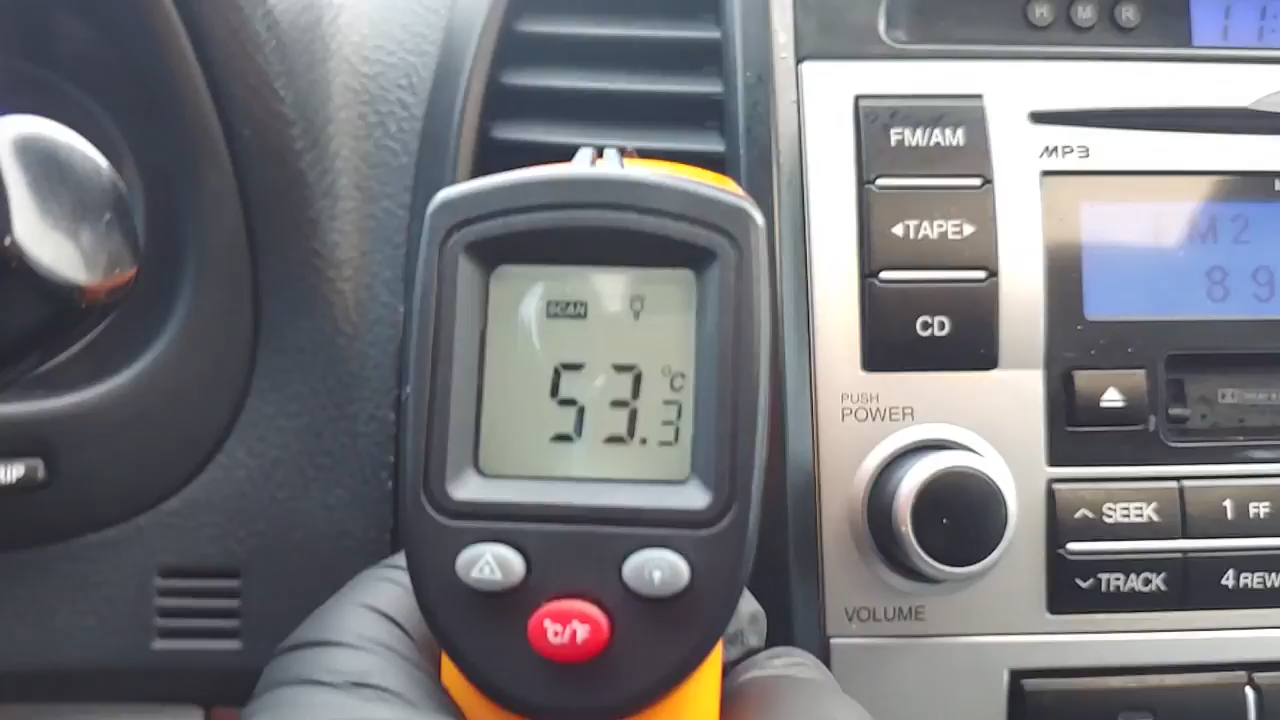 H M R
11:
FM/AM
MP3
◀TAPE▶
FM2
89
CD
SCAN
53.3 °C
PUSH
POWER
SEEK
1 FF
TRACK
4 REW
VOLUME
°C/°F